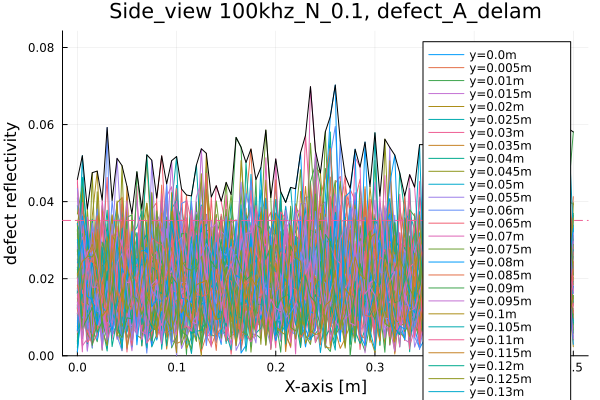 Side_view 100khz_N_0.1, defect_A_delam
defect reflectivity
0.08
0.06
0.04
0.02
0.00
0.0
0.1
0.2
0.3
.5
X-axis [m]
y=0.0m
y=0.005m
y=0.01m
y=0.015m
y=0.02m
y=0.025m
y=0.03m
y=0.035m
y=0.04m
y=0.045m
y=0.05m
y=0.055m
y=0.06m
y=0.065m
y=0.07m
y=0.075m
y=0.08m
y=0.085m
y=0.09m
y=0.095m
y=0.1m
y=0.105m
y=0.11m
y=0.115m
y=0.12m
y=0.125m
y=0.13m